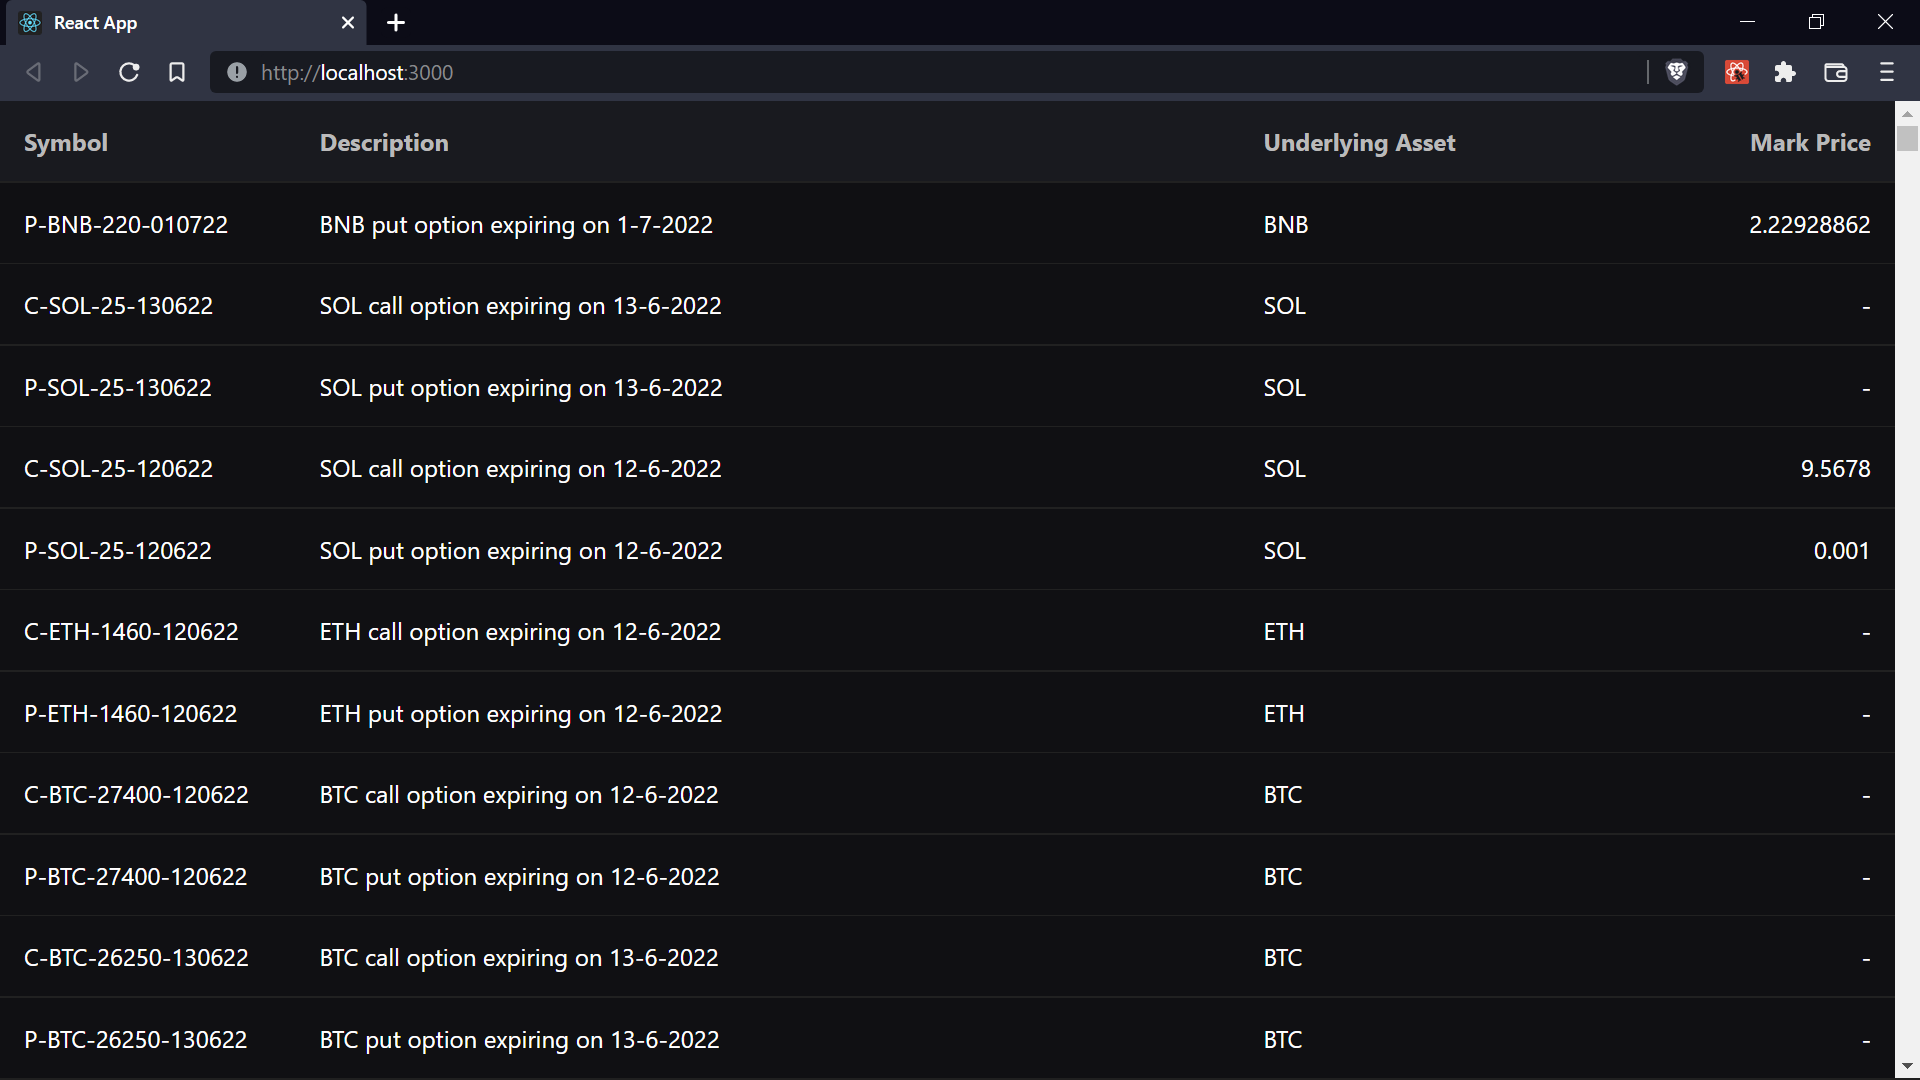 React App
http://localhost:3000
Symbol Description Underlying Asset Mark Price
P-BNB-220-010722 BNB put option expiring on 1-7-2022 BNB 2.22928862
C-SOL-25-130622 SOL call option expiring on 13-6-2022 SOL -
P-SOL-25-130622 SOL put option expiring on 13-6-2022 SOL -
C-SOL-25-120622 SOL call option expiring on 12-6-2022 SOL 9.5678
P-SOL-25-120622 SOL put option expiring on 12-6-2022 SOL 0.001
C-ETH-1460-120622 ETH call option expiring on 12-6-2022 ETH -
P-ETH-1460-120622 ETH put option expiring on 12-6-2022 ETH -
C-BTC-27400-120622 BTC call option expiring on 12-6-2022 BTC -
P-BTC-27400-120622 BTC put option expiring on 12-6-2022 BTC -
C-BTC-26250-130622 BTC call option expiring on 13-6-2022 BTC -
P-BTC-26250-130622 BTC put option expiring on 13-6-2022 BTC -